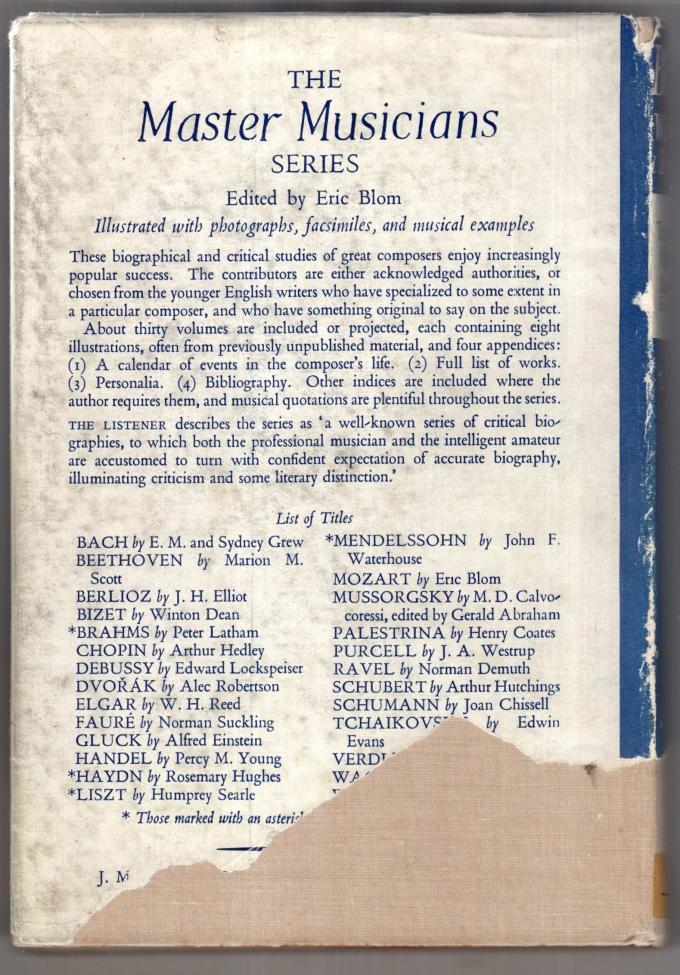 THE
Master Musicians
SERIES
Edited by Eric Blom
Illustrated with photographs, facsimiles, and musical examples
These biographical and critical studies of great composers enjoy increasingly
popular success. The contributors are either acknowledged authorities, or
chosen from the younger English writers who have specialized to some extent in
a particular composer, and who have something original to say on the subject.
About thirty volumes are included or projected, each containing eight
illustrations, often from previously unpublished material, and four appendices:
(1) A calendar of events in the composer's life. (2) Full list of works.
(3) Personalia. (4) Bibliography. Other indices are included where the
author requires them, and musical quotations are plentiful throughout the series.
THE LISTENER describes the series as 'a well-known series of critical bio-
graphies, to which both the professional musician and the intelligent amateur
are accustomed to turn with confident expectation of accurate biography,
illuminating criticism and some literary distinction.'
List of Titles
BACH by E. M. and Sydney Grew
BEETHOVEN by Marion M.
Scott
BERLIOZ by J. H. Elliot
BIZET by Winton Dean
*BRAHMS by Peter Latham
CHOPIN by Arthur Hedley
DEBUSSY by Edward Lockspeiser
DVOŘÁK by Alec Robertson
ELGAR by W. H. Reed
FAURÉ by Norman Suckling
GLUCK by Alfred Einstein
HANDEL by Percy M. Young
*HAYDN by Rosemary Hughes
*LISZT by Humprey Searle
*MENDELSSOHN by John F.
Waterhouse
MOZART by Eric Blom
MUSSORGSKY by M. D. Calvo-
coressi, edited by Gerald Abraham
PALESTRINA by Henry Coates
PURCELL by J. A. Westrup
RAVEL by Norman Demuth
SCHUBERT by Arthur Hutchings
SCHUMANN by Joan Chissell
TCHAIKOVSKY by Edwin
Evans
VERDI
* Those marked with an
J.